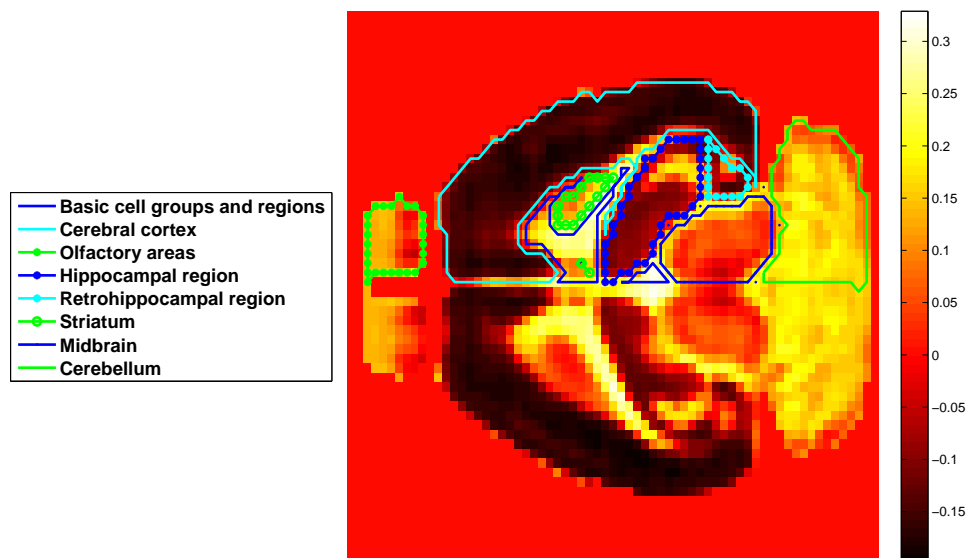 Basic cell groups and regions
Cerebral cortex
Olfactory areas
Hippocampal region
Retrohippocampal region
Striatum
Midbrain
Cerebellum
0.3
0.25
0.2
0.15
0.1
0.05
0
−0.05
−0.1
−0.15